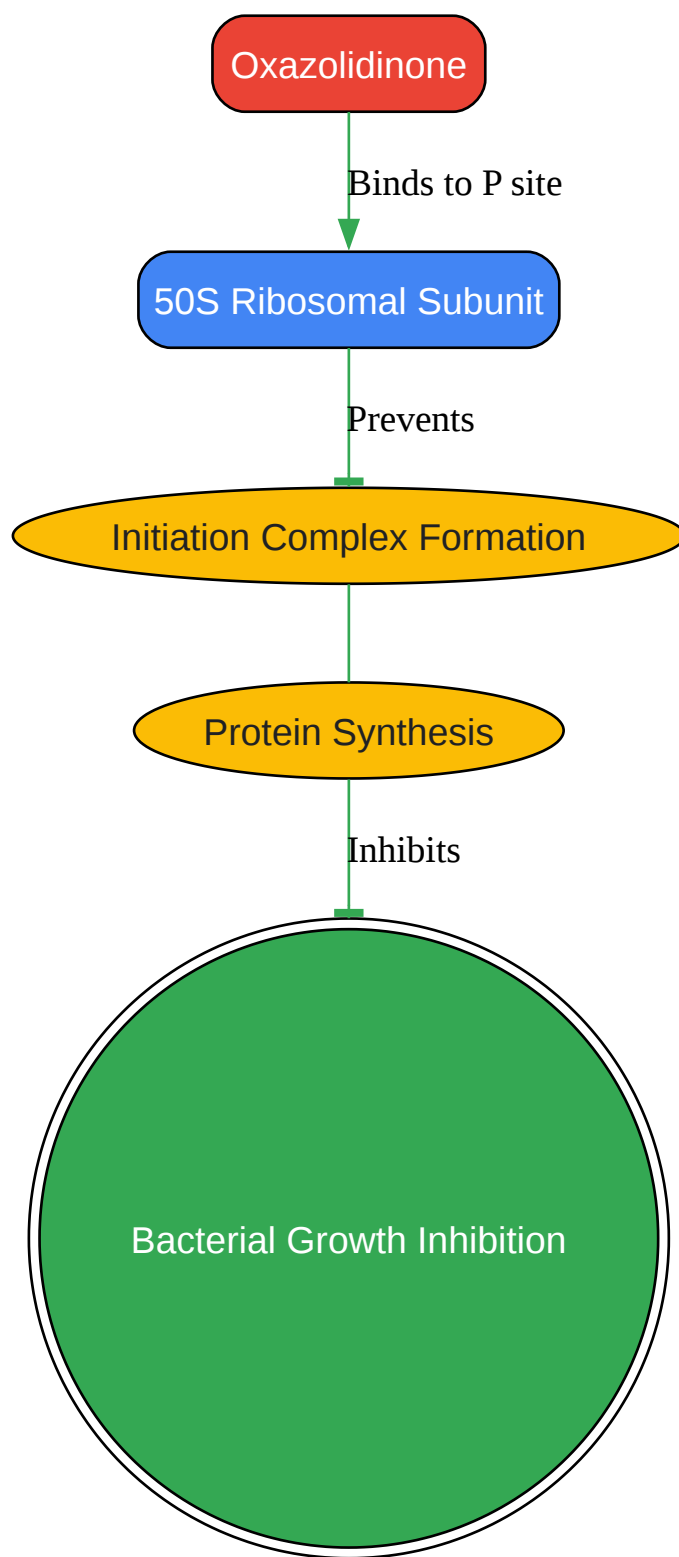 Oxazolidinone
Binds to P site
50S Ribosomal Subunit
Prevents
Initiation Complex Formation
Protein Synthesis
Inhibits
Bacterial Growth Inhibition